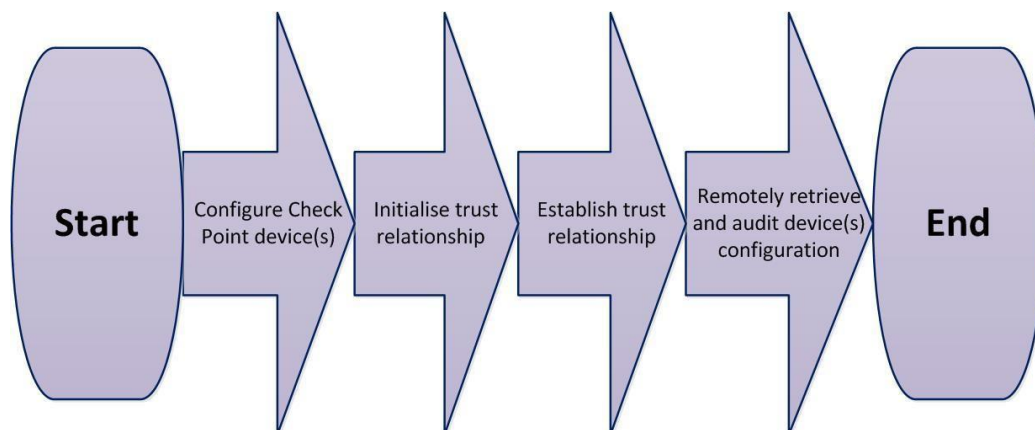 Start
Configure Check
Point device(s)
Initialise trust
relationship
Establish trust
relationship
Remotely retrieve
and audit device(s)
configuration
End